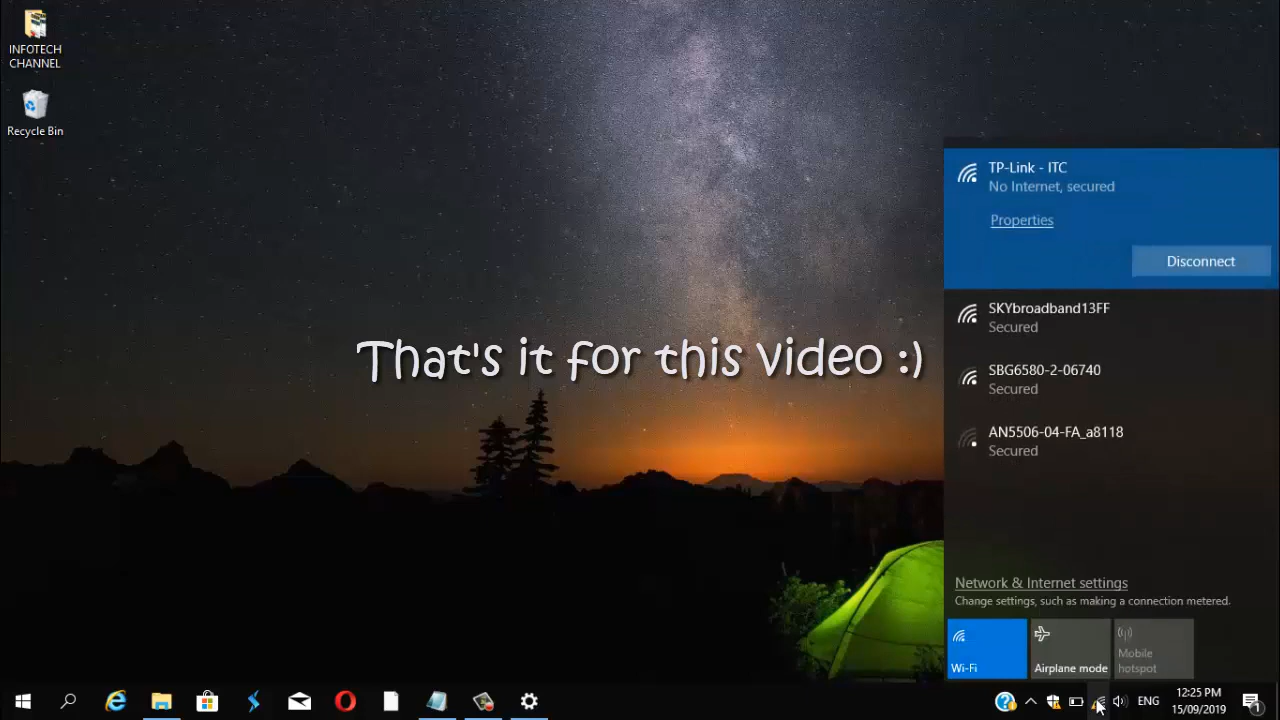 INFOTECH
CHANNEL
Recycle Bin
That's it for this video :)
TP-Link - ITC
No Internet, secured
Properties
Disconnect
SKYbroadband13FF
Secured
SBG6580-2-06740
Secured
AN5506-04-FA_a8118
Secured
Network & Internet settings
Change settings, such as making a connection metered.
Wi-Fi
Airplane mode
Mobile
hotspot
ENG
12:25 PM
15/09/2019
1